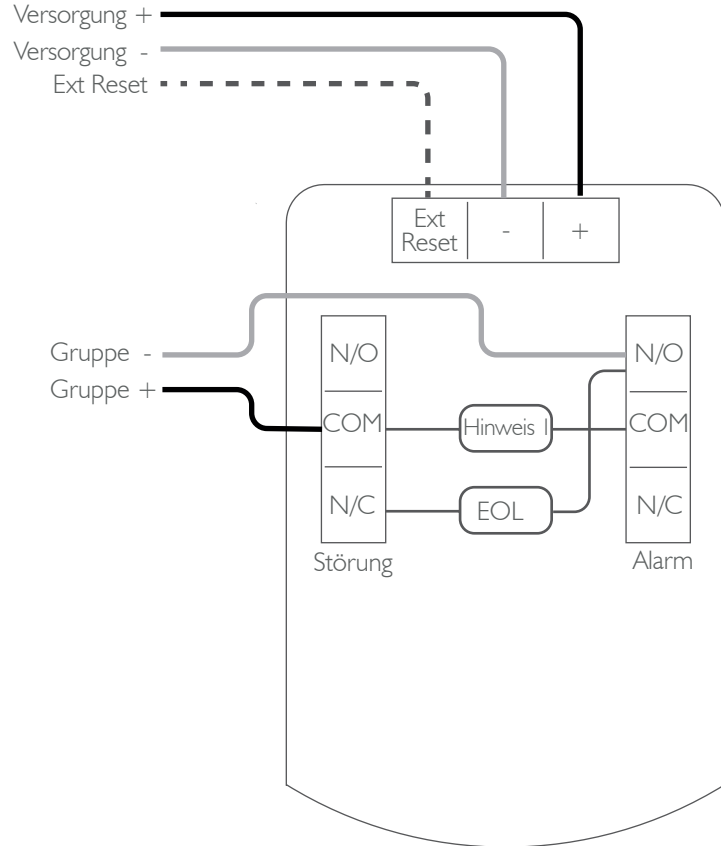 Versorgung +
Versorgung -
Ext Reset
Ext
Reset
-
+
Gruppe -
Gruppe +
N/O
COM
N/C
Störung
Hinweis 1
EOL
N/O
COM
N/C
Alarm